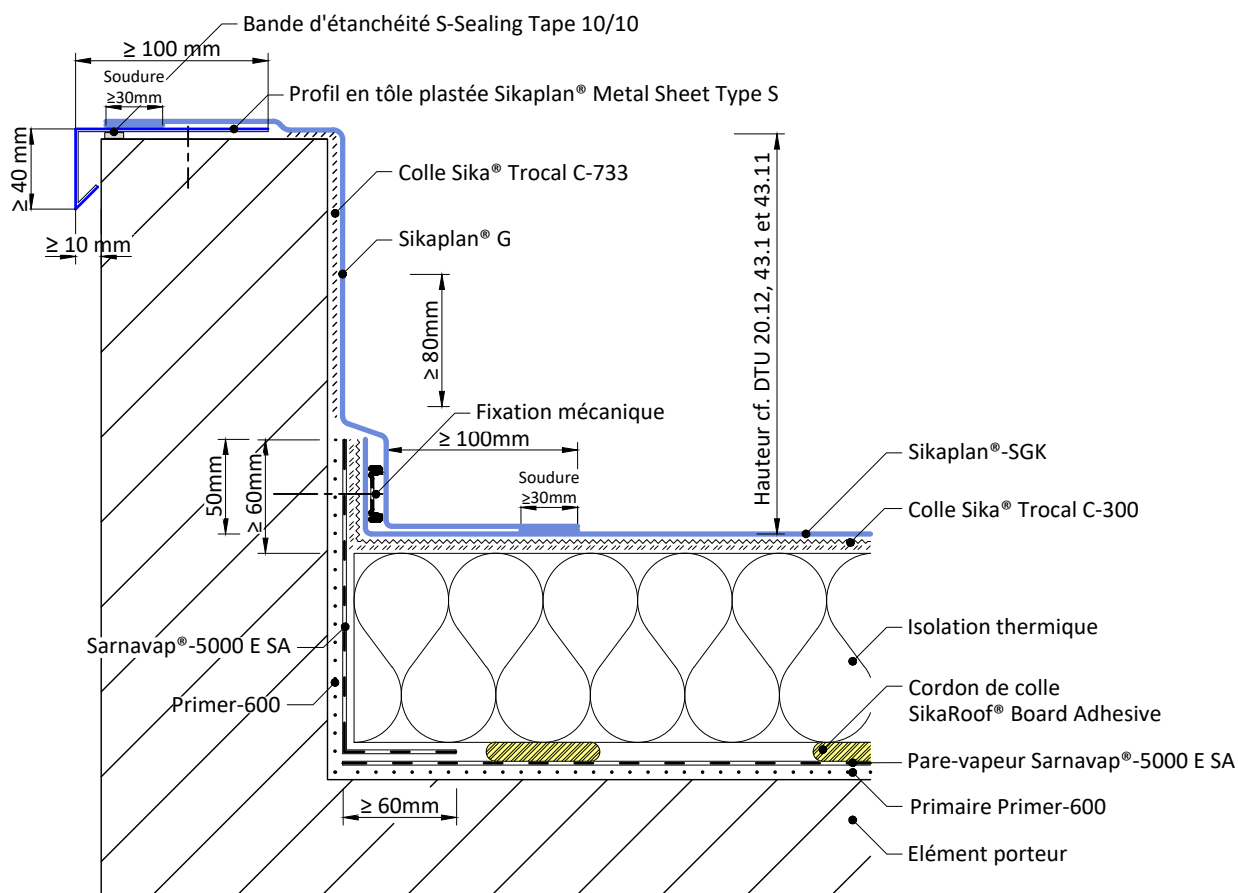 Bande d'étanchéité S-Sealing Tape 10/10
≥ 100 mm
Soudure
≥30mm
Profil en tôle plastée Sikaplan® Metal Sheet Type S
≥ 40 mm
≥ 10 mm
Colle Sika® Trocal C-733
Sikaplan® G
≥ 80mm
Hauteur cf. DTU 20.12, 43.1 et 43.11
Fixation mécanique
≥ 100mm
50mm
≥ 60mm
Soudure
≥30mm
Sikaplan®-SGK
Colle Sika® Trocal C-300
Sarnavap®-5000 E SA
Primer-600
Isolation thermique
Cordon de colle
SikaRoof® Board Adhesive
Pare-vapeur Sarnavap®-5000 E SA
≥ 60mm
Primaire Primer-600
Elément porteur